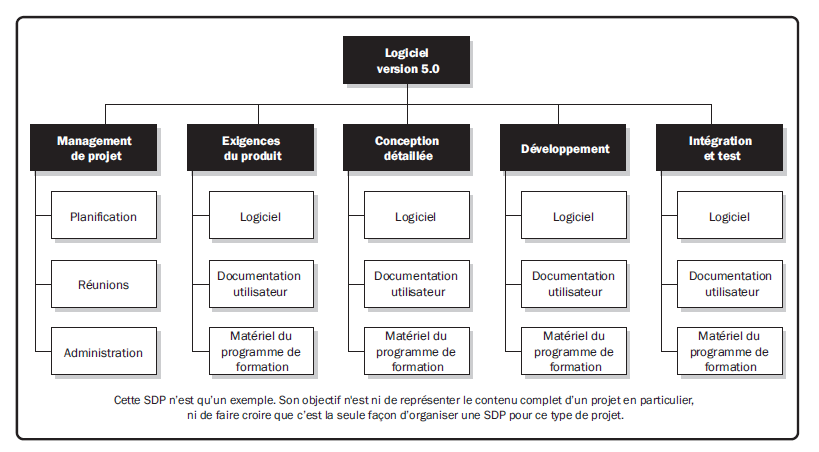 Logiciel
version 5.0
Management
de projet
Exigences
du produit
Conception
détaillée
Développement
Intégration
et test
Planification
Logiciel
Logiciel
Logiciel
Logiciel
Réunions
Documentation
utilisateur
Documentation
utilisateur
Documentation
utilisateur
Documentation
utilisateur
Administration
Matériel du
programme de
formation
Matériel du
programme de
formation
Matériel du
programme de
formation
Matériel du
programme de
formation
Cette SDP n’est qu’un exemple. Son objectif n'est ni de représenter le contenu complet d’un projet en particulier,
ni de faire croire que c’est la seule façon d’organiser une SDP pour ce type de projet.